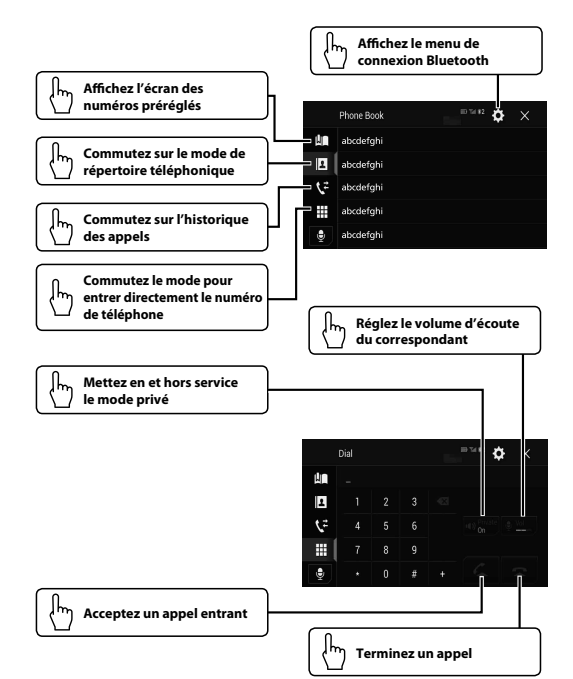 Affichez le menu de
connexion Bluetooth
Affichez l'écran des
numéros préréglés
Phone Book
abcdefghi
Commutez sur le mode de
répertoire téléphonique
abcdefghi
abcdefghi
Commutez sur l'historique
des appels
abcdefghi
abcdefghi
Commutez le mode pour
entrer directement le numéro
de téléphone
Réglez le volume d'écoute
du correspondant
Mettez en et hors service
le mode privé
Dial
_
1 2 3
4 5 6
On
7 8 9
* 0 # +
Acceptez un appel entrant
Terminez un appel